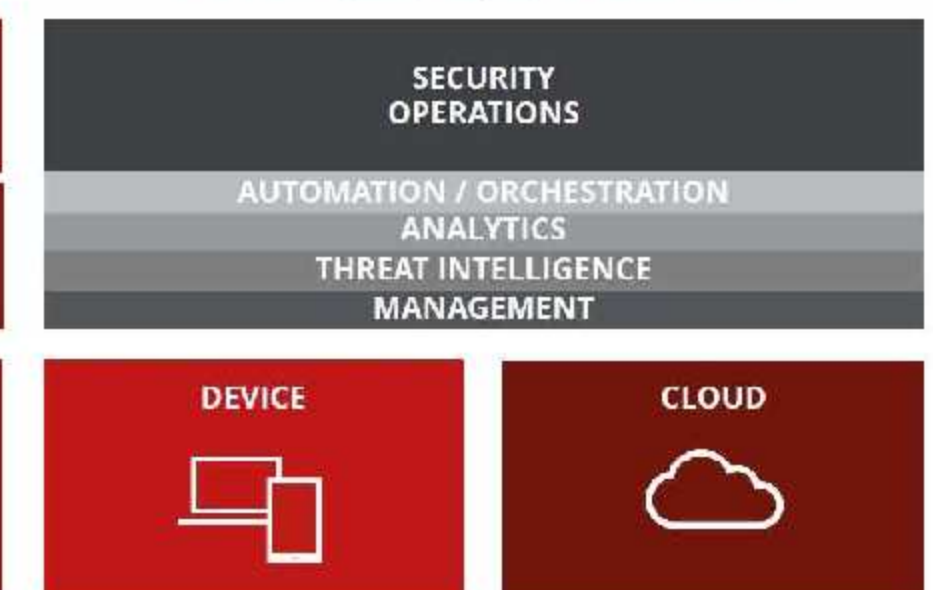 SECURITY
OPERATIONS
AUTOMATION / ORCHESTRATION
ANALYTICS
THREAT INTELLIGENCE
MANAGEMENT
DEVICE
CLOUD